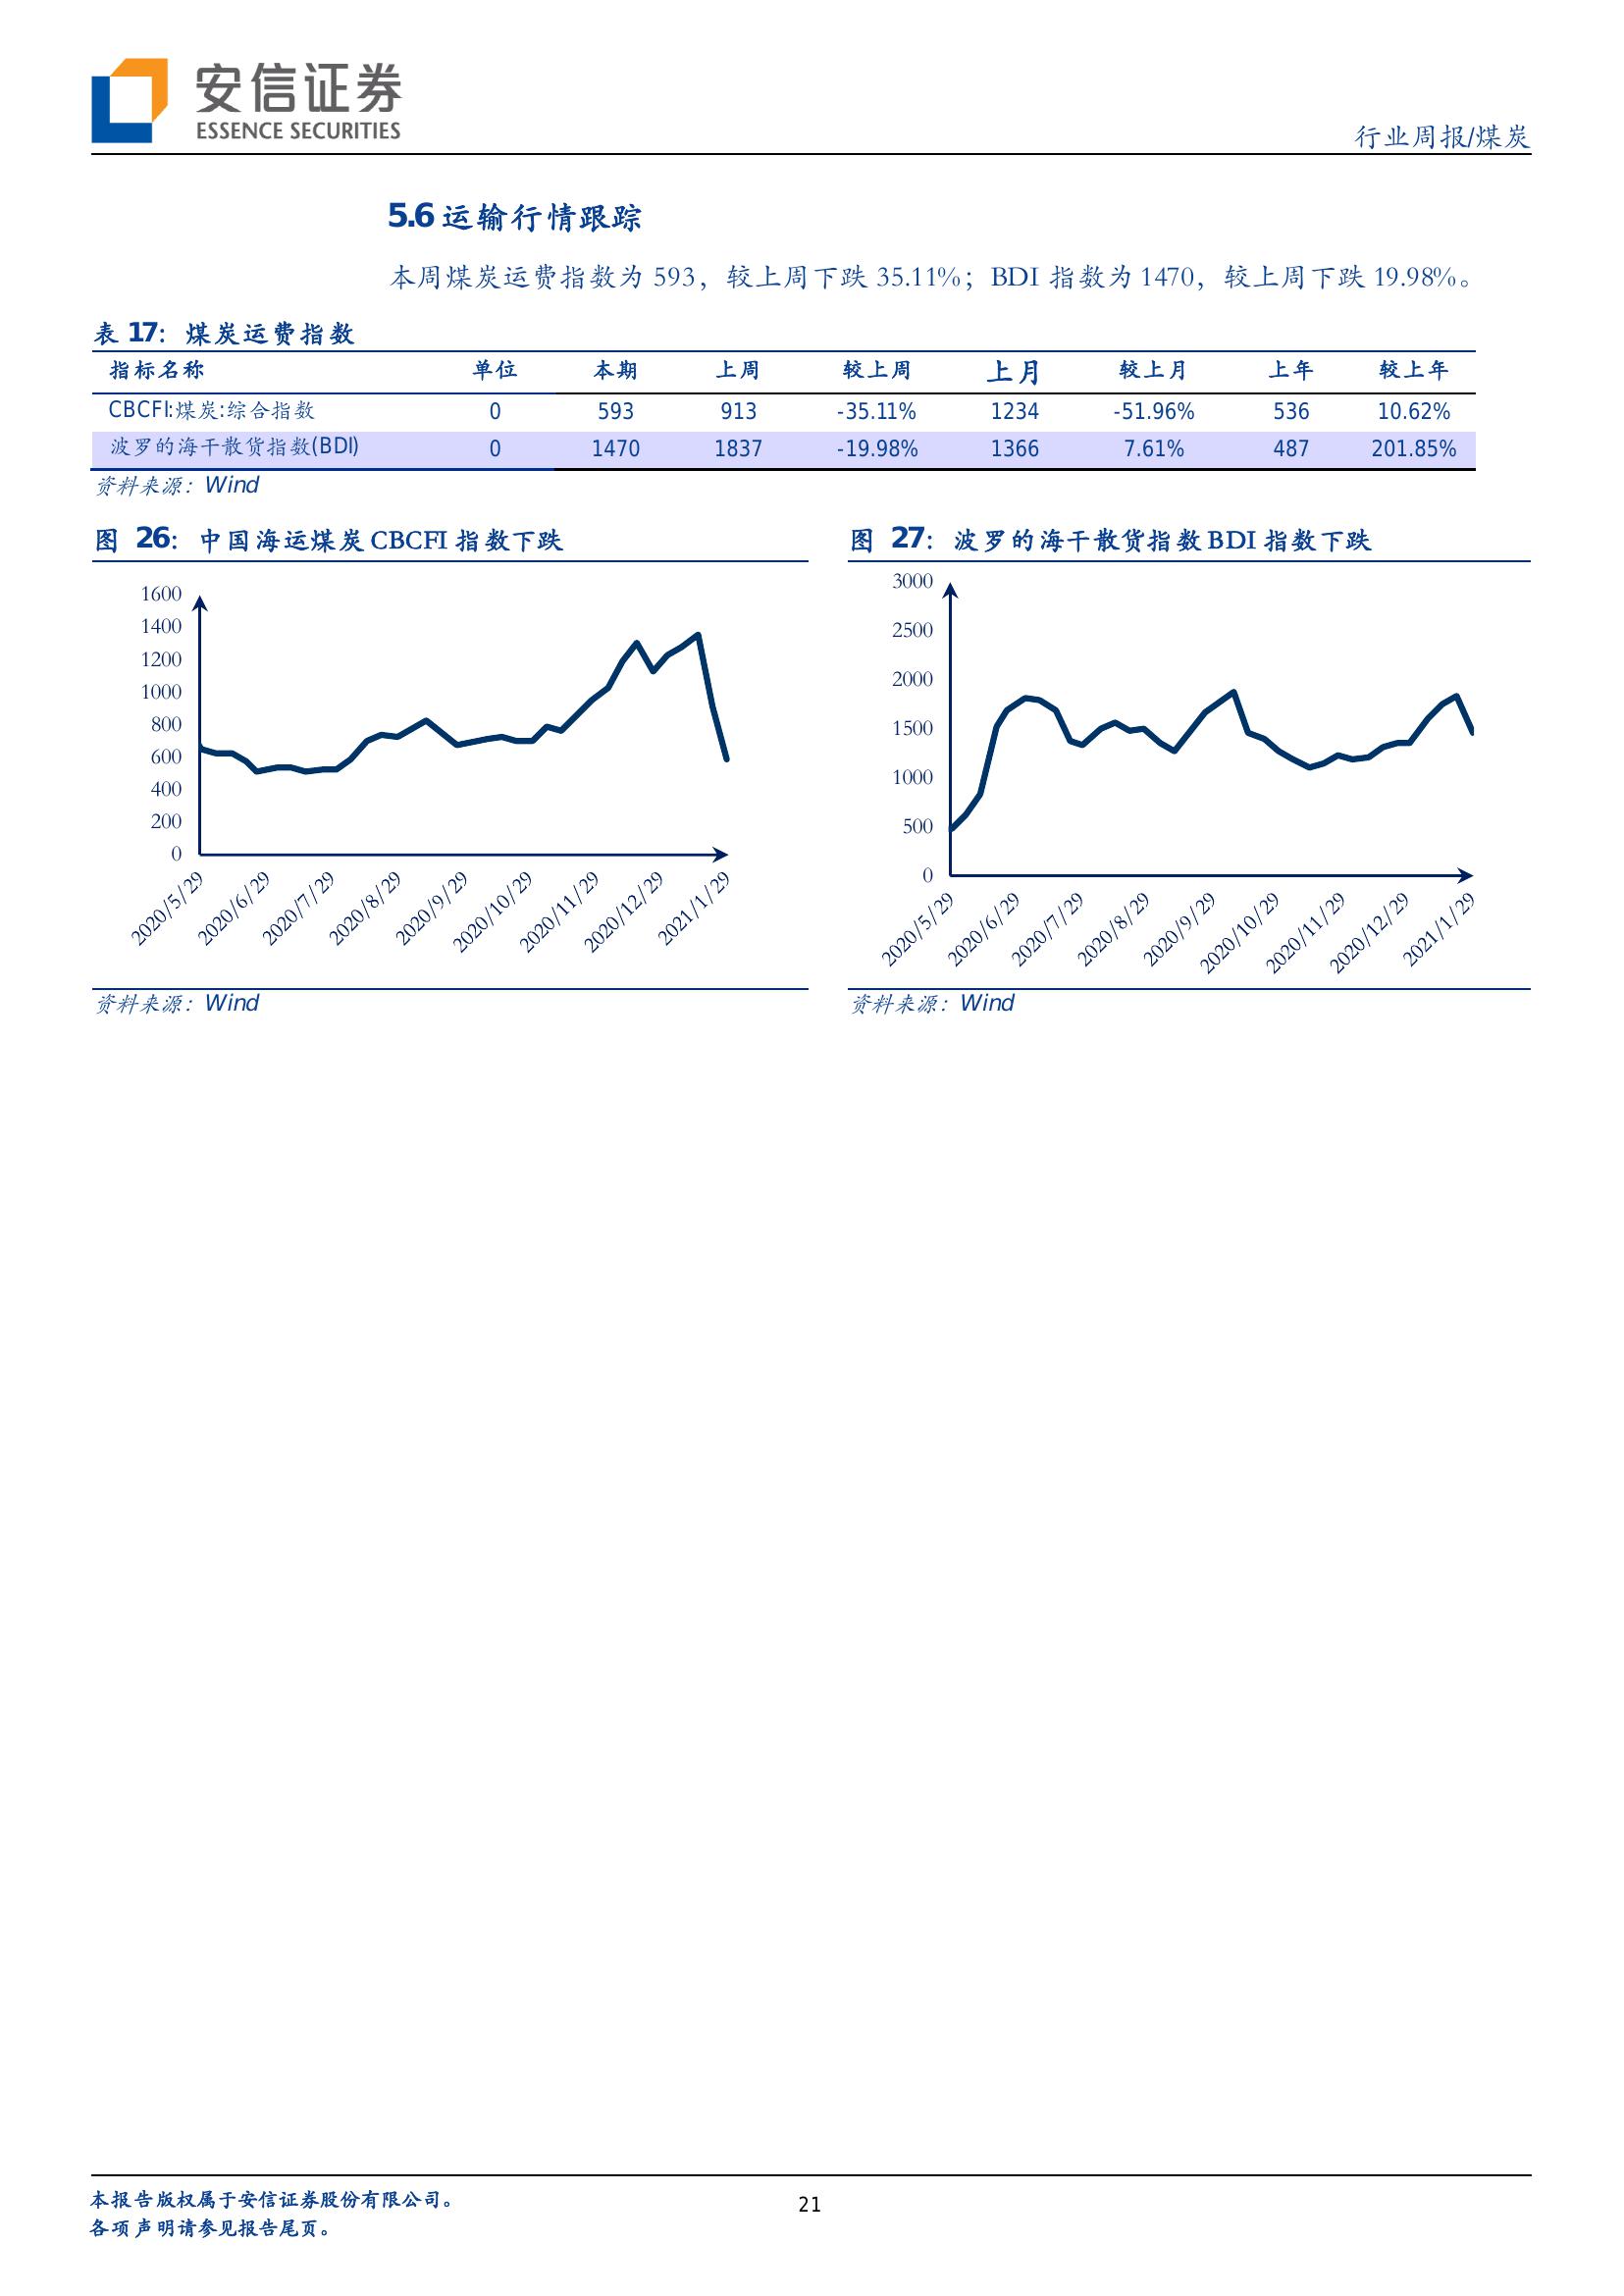 安信证券
ESSENCE SECURITIES
行业周报/煤炭
5.6 运输行情跟踪
本周煤炭运费指数为 593，较上周下跌 35.11%；BDI 指数为 1470，较上周下跌 19.98%。
表 17：煤炭运费指数
指标名称 单位 本期 上周 较上周 上月 较上月 上年 较上年
CBCFI:煤炭:综合指数 0 593 913 -35.11% 1234 -51.96% 536 10.62%
波罗的海干散货指数(BDI) 0 1470 1837 -19.98% 1366 7.61% 487 201.85%
资料来源：Wind
图 26：中国海运煤炭 CBCFI 指数下跌
1600
1400
1200
1000
800
600
400
200
0
2020/5/29 2020/6/29 2020/7/29 2020/8/29 2020/9/29 2020/10/29 2020/11/29 2020/12/29 2021/1/29
资料来源：Wind
图 27：波罗的海干散货指数 BDI 指数下跌
3000
2500
2000
1500
1000
500
0
2020/5/29 2020/6/29 2020/7/29 2020/8/29 2020/9/29 2020/10/29 2020/11/29 2020/12/29 2021/1/29
资料来源：Wind
本报告版权属于安信证券股份有限公司。
各项声明请参见报告尾页。
21